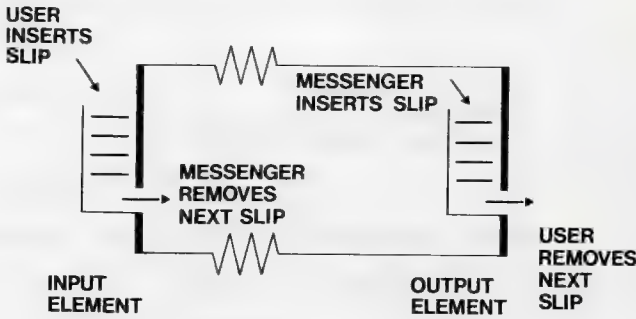 USER
INSERTS
SLIP
MESSENGER
INSERTS SLIP
MESSENGER
REMOVES
NEXT SLIP
USER
REMOVES
NEXT
SLIP
INPUT
ELEMENT
OUTPUT
ELEMENT